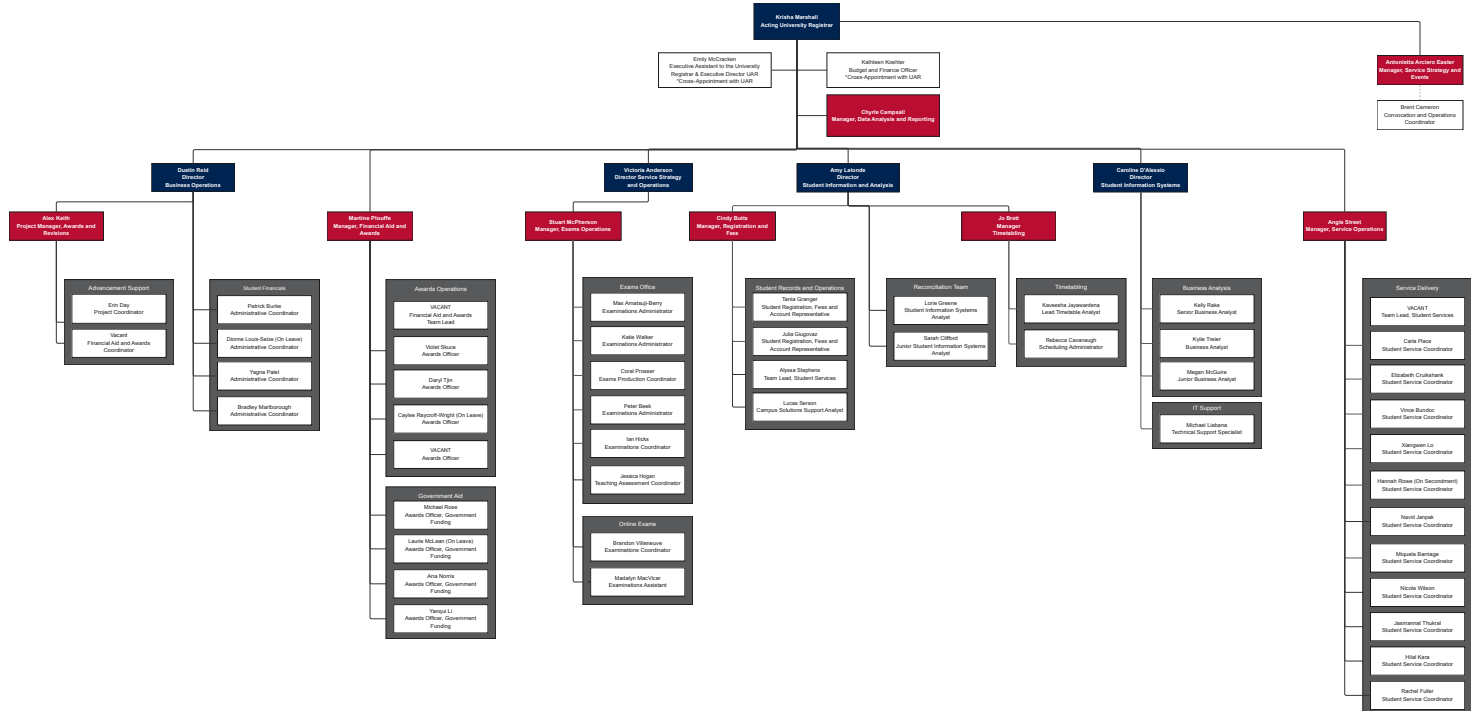 Krisha Marshall
Acting University Registrar
Emily McCracken
Executive Assistant to the University
Registrar & Executive Director UAR
*Cross-Appointment with UAR
Kathleen Koehler
Budget and Finance Officer
*Cross-Appointment with UAR
Antonietta Arciero Easter
Manager, Service Strategy and
Events
Chyrle Campsall
Manager, Data Analysis and Reporting
Brent Cameron
Convocation and Operations
Coordinator
Dustin Reid
Director
Business Operations
Victoria Anderson
Director Service Strategy
and Operations
Amy Lalonde
Director
Student Information and Analysis
Caroline D'Alessio
Director
Student Information Systems
Alex Keith
Project Manager, Awards and
Revisions
Martine Plouffe
Manager, Financial Aid and
Awards
Stuart McPherson
Manager, Exams Operations
Cindy Butts
Manager, Registration and
Fees
Jo Brett
Manager
Timetabling
Angie Street
Manager, Service Operations
Advancement Support
Erin Day
Project Coordinator
Vacant
Financial Aid and Awards
Coordinator
Student Financials
Patrick Burke
Administrative Coordinator
Dionne Louis-Seize (On Leave)
Administrative Coordinator
Yagna Patel
Administrative Coordinator
Bradley Marlborough
Administrative Coordinator
Awards Operations
VACANT
Financial Aid and Awards
Team Lead
Violet Skuce
Awards Officer
Daryl Tjio
Awards Officer
Caylee Raycroft-Wright (On Leave)
Awards Officer
VACANT
Awards Officer
Government Aid
Michael Rose
Awards Officer, Government
Funding
Laurie McLean (On Leave)
Awards Officer, Government
Funding
Ana Norris
Awards Officer, Government
Funding
Yanqui Li
Awards Officer, Government
Funding
Exams Office
Max Amatsuji-Berry
Examinations Administrator
Katie Walker
Examinations Administrator
Coral Prosser
Exams Production Coordinator
Peter Beek
Examinations Administrator
Ian Hicks
Examinations Coordinator
Jessica Hogan
Teaching Assessment Coordinator
Online Exams
Brandon Villeneuve
Examinations Coordinator
Madalyn MacVicar
Examinations Assistant
Student Records and Operations
Tania Granger
Student Registration, Fees and
Account Representative
Julia Glugovaz
Student Registration, Fees and
Account Representative
Alyssa Stephens
Team Lead, Student Services
Lucas Serson
Campus Solutions Support Analyst
Reconciliation Team
Lorie Greene
Student Information Systems
Analyst
Sarah Clifford
Junior Student Information Systems
Analyst
Timetabling
Kaveesha Jayawardena
Lead Timetable Analyst
Rebecca Cavanaugh
Scheduling Administrator
Business Analysis
Kelly Rake
Senior Business Analyst
Kylie Treier
Business Analyst
Megan McGuire
Junior Business Analyst
IT Support
Michael Liebana
Technical Support Specialist
Service Delivery
VACANT
Team Lead, Student Services
Carla Place
Student Service Coordinator
Elizabeth Cruikshank
Student Service Coordinator
Vince Bundoc
Student Service Coordinator
Xiangwen Lo
Student Service Coordinator
Hannah Rowe (On Secondment)
Student Service Coordinator
Navid Janpak
Student Service Coordinator
Miquela Barriage
Student Service Coordinator
Nicole Wilson
Student Service Coordinator
Jasmannat Thukral
Student Service Coordinator
Hilal Kara
Student Service Coordinator
Rachel Fuller
Student Service Coordinator